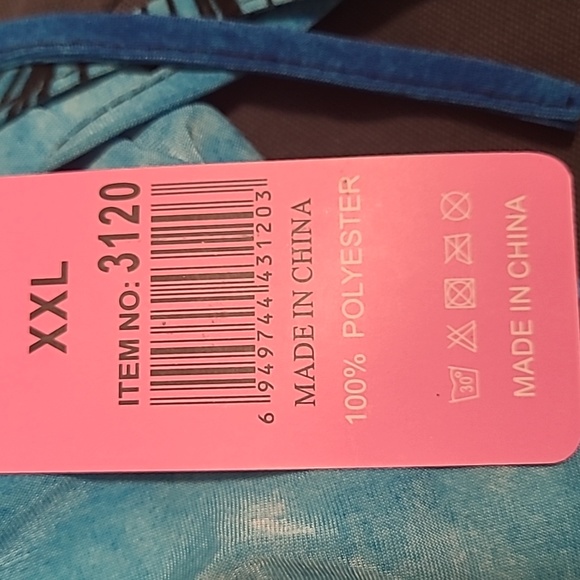 XXL
ITEM NO: 3120
6 949744 431203
MADE IN CHINA
100% POLYESTER
30°
MADE IN CHINA